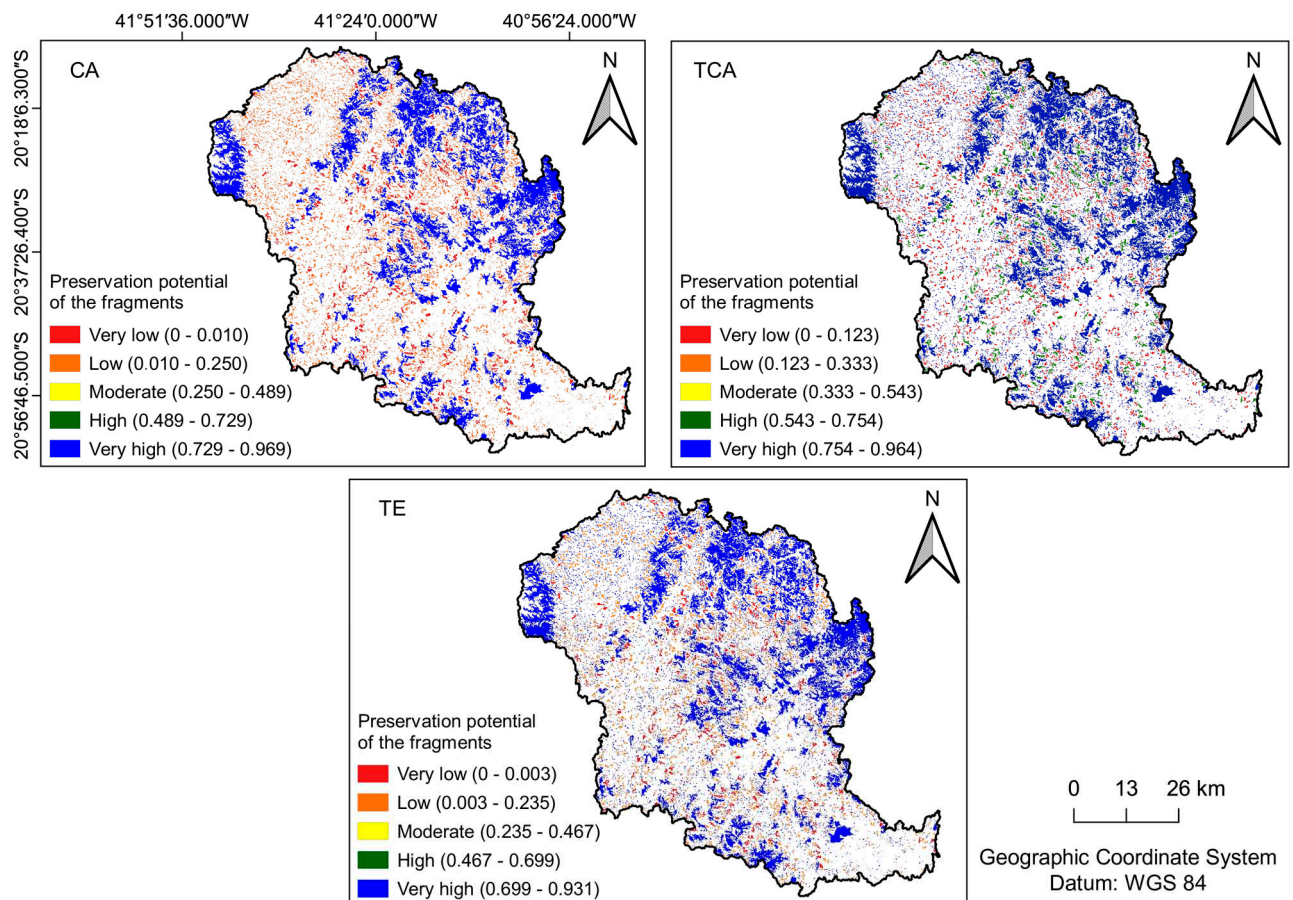 41°51'36.000"W 41°24'0.000"W 40°56'24.000"W
20°18'6.300"S
20°37'26.400"S
20°56'46.500"S
CA
N
Preservation potential
of the fragments
Very low (0 - 0.010)
Low (0.010 - 0.250)
Moderate (0.250 - 0.489)
High (0.489 - 0.729)
Very high (0.729 - 0.969)
TCA
N
Preservation potential
of the fragments
Very low (0 - 0.123)
Low (0.123 - 0.333)
Moderate (0.333 - 0.543)
High (0.543 - 0.754)
Very high (0.754 - 0.964)
TE
N
Preservation potential
of the fragments
Very low (0 - 0.003)
Low (0.003 - 0.235)
Moderate (0.235 - 0.467)
High (0.467 - 0.699)
Very high (0.699 - 0.931)
0 13 26 km
Geographic Coordinate System
Datum: WGS 84